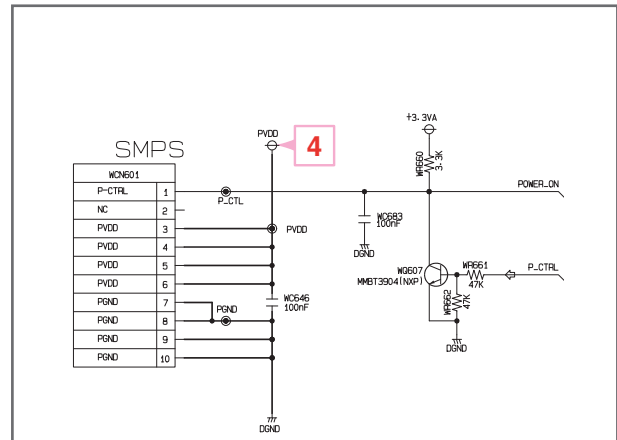 +3.3VA
PVDD
4
SMPS
WR660
3.3K
WCN601
P-CTRL 1
P_CTL
POWER_ON
NC 2
PVDD 3
PVDD
WC683
100nF
PVDD 4
DGND
PVDD 5
WQ607
MMBT3904(NXP)
WR661
47K
P_CTRL
PVDD 6
WC646
100nF
WR662
47K
PGND 7
PGND
PGND 8
DGND
PGND 9
PGND 10
DGND